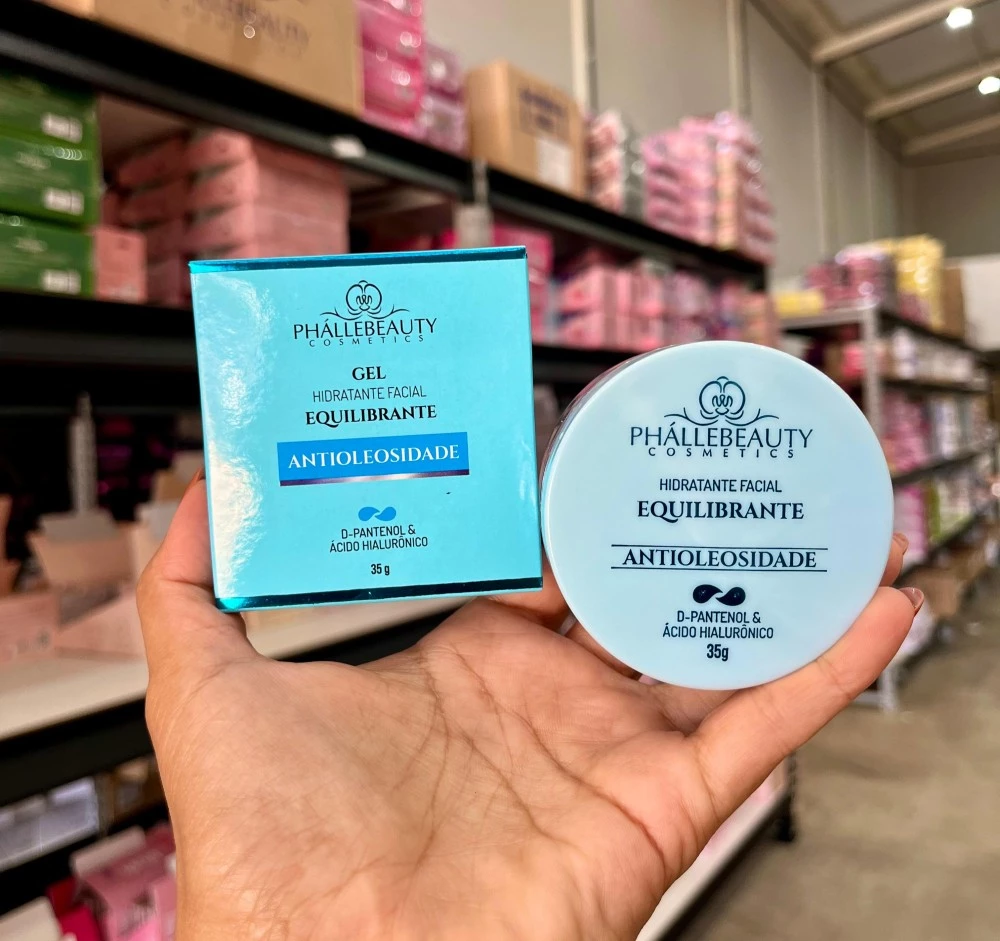 PHÁLLEBEAUTY
COSMETICS
GEL
HIDRATANTE FACIAL
EQUILIBRANTE
ANTIOLEOSIDADE
D-PANTENOL &
ÁCIDO HIALURÔNICO
35 g
PHÁLLEBEAUTY
COSMETICS
HIDRATANTE FACIAL
EQUILIBRANTE
ANTIOLEOSIDADE
D-PANTENOL &
ÁCIDO HIALURÔNICO
35g